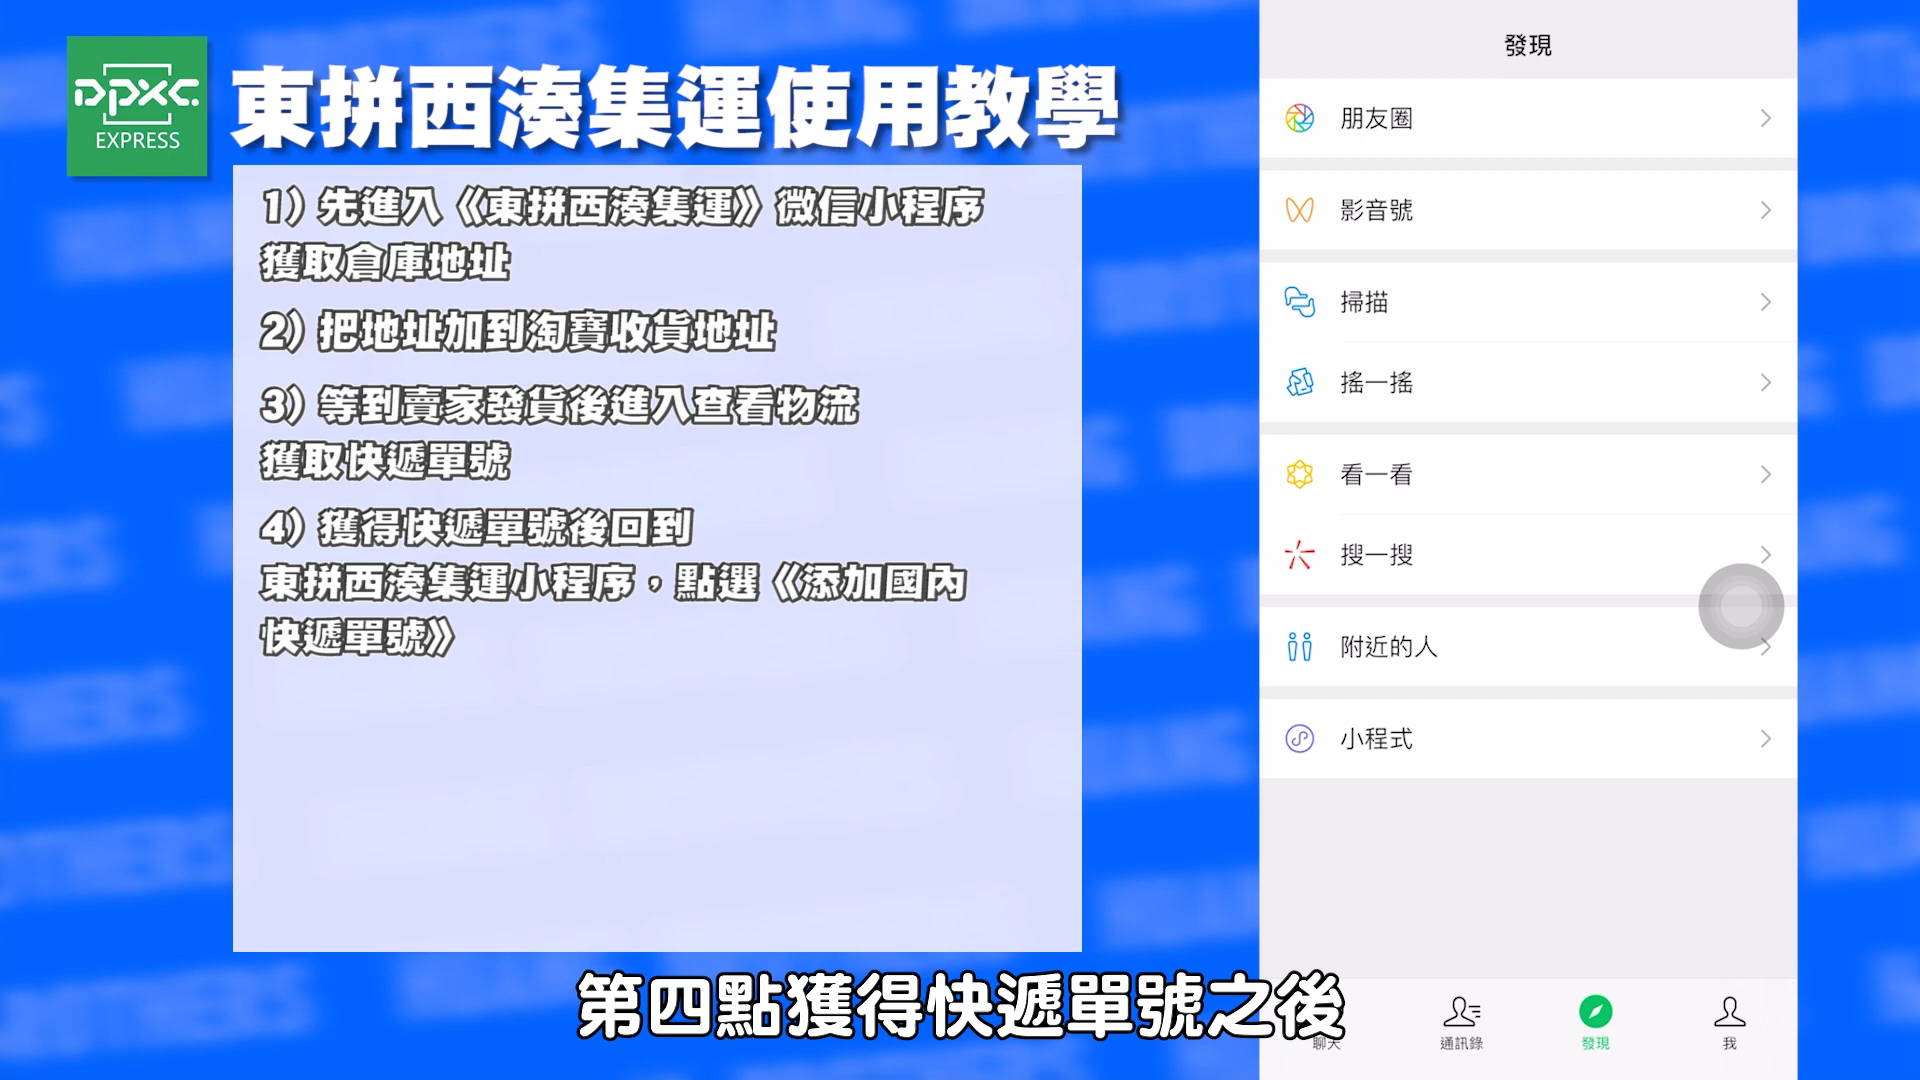 DPXC.
EXPRESS
東拼西湊集運使用教學
1）先進入《東拼西湊集運》微信小程序
獲取倉庫地址
2）把地址加到淘寶收貨地址
3）等到賣家發貨後進入查看物流
獲取快遞單號
4）獲得快遞單號後回到
東拼西湊集運小程序，點選《添加國內
快遞單號》
發現
朋友圈
影音號
掃描
搖一搖
看一看
搜一搜
附近的人
小程式
聊天
通訊錄
發現
我
第四點獲得快遞單號之後